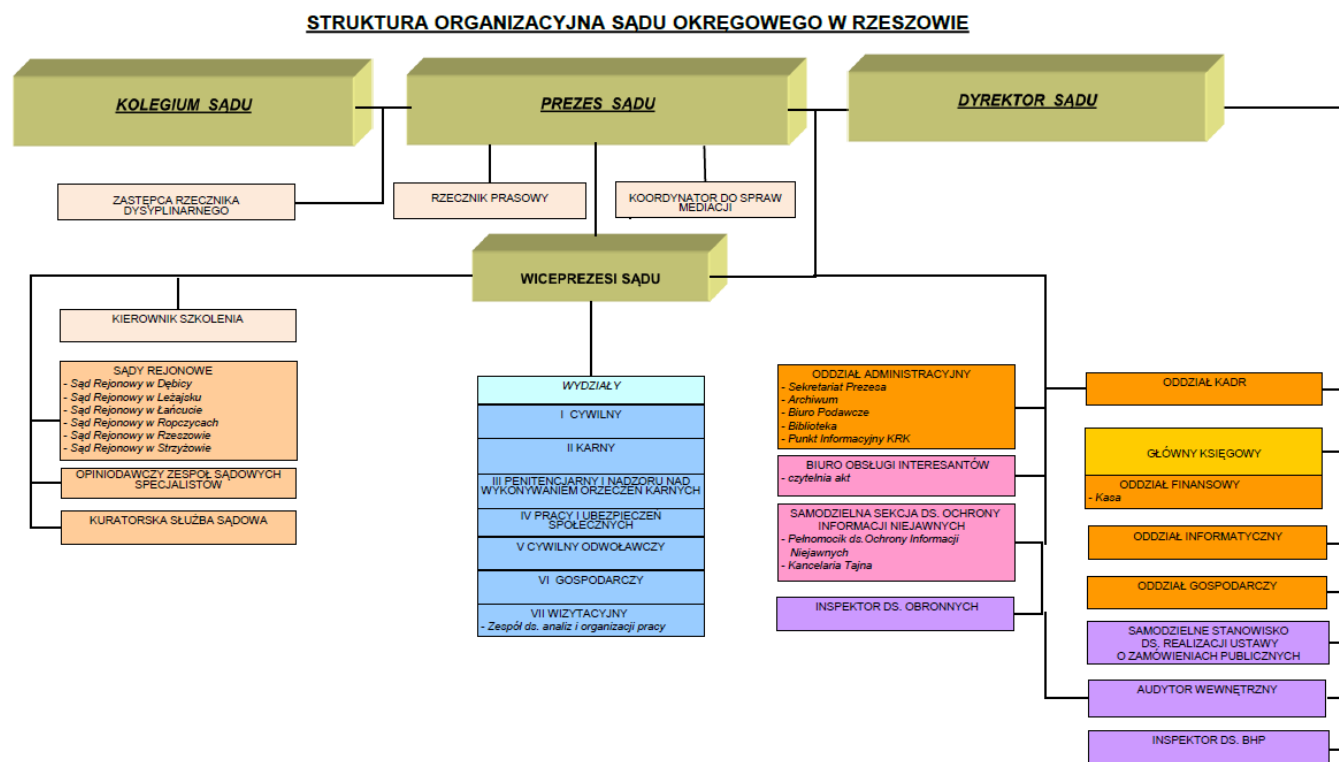 STRUKTURA ORGANIZACYJNA SĄDU OKRĘGOWEGO W RZESZOWIE
KOLEGIUM SĄDU
PREZES SĄDU
DYREKTOR SĄDU
ZASTĘPCA RZECZNIKA
DYSYPLINARNEGO
RZECZNIK PRASOWY
KOORDYNATOR DO SPRAW
MEDIACJI
WICEPREZESI SĄDU
KIEROWNIK SZKOLENIA
SĄDY REJONOWE
- Sąd Rejonowy w Dębicy
- Sąd Rejonowy w Leżajsku
- Sąd Rejonowy w Łańcucie
- Sąd Rejonowy w Ropczycach
- Sąd Rejonowy w Rzeszowie
- Sąd Rejonowy w Strzyżowie
OPINIODAWCZY ZESPÓŁ SĄDOWYCH
SPECJALISTÓW
KURATORSKA SŁUŻBA SĄDOWA
WYDZIAŁY
I CYWILNY
II KARNY
III PENITENCJARNY I NADZORU NAD
WYKONYWANIEM ORZECZEŃ KARNYCH
IV PRACY I UBEZPIECZEŃ
SPOŁECZNYCH
V CYWILNY ODWOŁAWCZY
VI GOSPODARCZY
VII WIZYTACYJNY
- Zespół ds. analiz i organizacji pracy
ODDZIAŁ ADMINISTRACYJNY
- Sekretariat Prezesa
- Archiwum
- Biuro Podawcze
- Biblioteka
- Punkt Informacyjny KRK
BIURO OBSŁUGI INTERESANTÓW
- czytelnia akt
SAMODZIELNA SEKCJA DS. OCHRONY
INFORMACJI NIEJAWNYCH
- Pełnomocik ds.Ochrony Informacji
Niejawnych
- Kancelaria Tajna
INSPEKTOR DS. OBRONNYCH
ODDZIAŁ KADR
GŁÓWNY KSIĘGOWY
ODDZIAŁ FINANSOWY
- Kasa
ODDZIAŁ INFORMATYCZNY
ODDZIAŁ GOSPODARCZY
SAMODZIELNE STANOWISKO
DS. REALIZACJI USTAWY
O ZAMÓWIENIACH PUBLICZNYCH
AUDYTOR WEWNĘTRZNY
INSPEKTOR DS. BHP